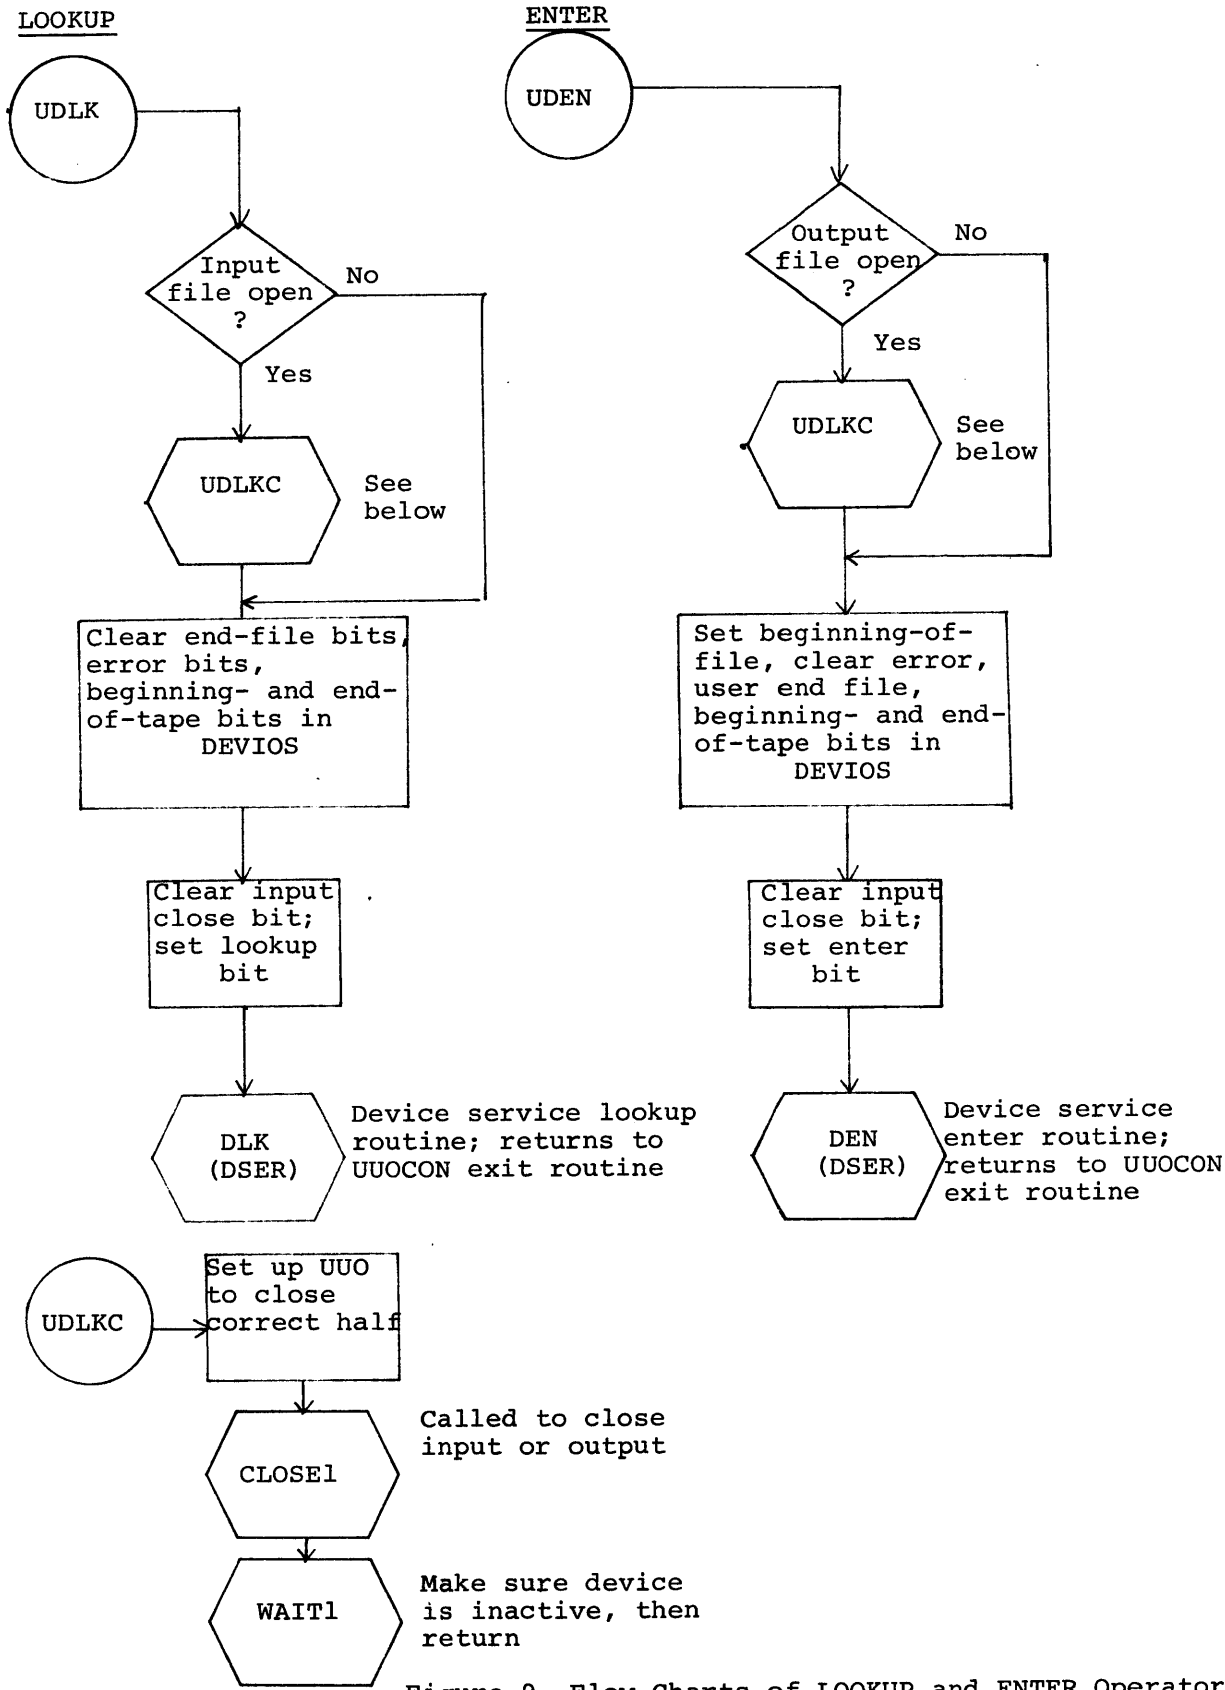 LOOKUP
UDLK
Input
file open
?
No
Yes
UDLKC
See
below
Clear end-file bits,
error bits,
beginning- and end-
of-tape bits in
DEVIOS
Clear input
close bit;
set lookup
bit
DLK
(DSER)
Device service lookup
routine; returns to
UUOCON exit routine
ENTER
UDEN
Output
file open
?
No
Yes
UDLKC
See
below
Set beginning-of-
file, clear error,
user end file,
beginning- and end-
of-tape bits in
DEVIOS
Clear input
close bit;
set enter
bit
DEN
(DSER)
Device service
enter routine;
returns to UUOCON
exit routine
UDLKC
Set up UUO
to close
correct half
CLOSE1
Called to close
input or output
WAIT1
Make sure device
is inactive, then
return
Flow Charts of LOOKUP and ENTER Operator